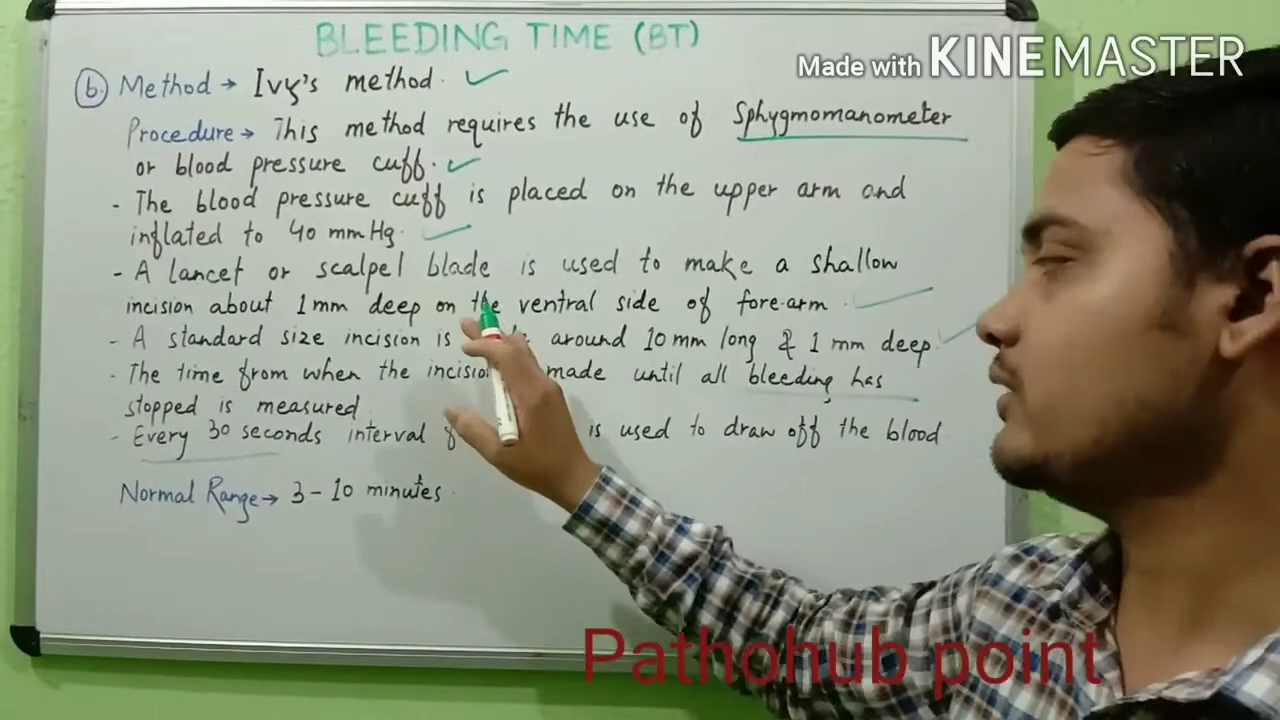 BLEEDING TIME (BT)
Made with KINEMASTER
b. Method → Ivy's method.
Procedure → This method requires the use of Sphygmomanometer
or blood pressure cuff.
- The blood pressure cuff is placed on the upper arm and
inflated to 40 mmHg.
- A lancet or scalpel blade is used to make a shallow
incision about 1mm deep on the ventral side of fore-arm
- A standard size incision is around 10 mm long & 1 mm deep.
- The time from when the incision made until all bleeding has
stopped is measured
- Every 30 seconds interval is used to draw off the blood
Normal Range → 3 - 10 minutes.
Pathohub point